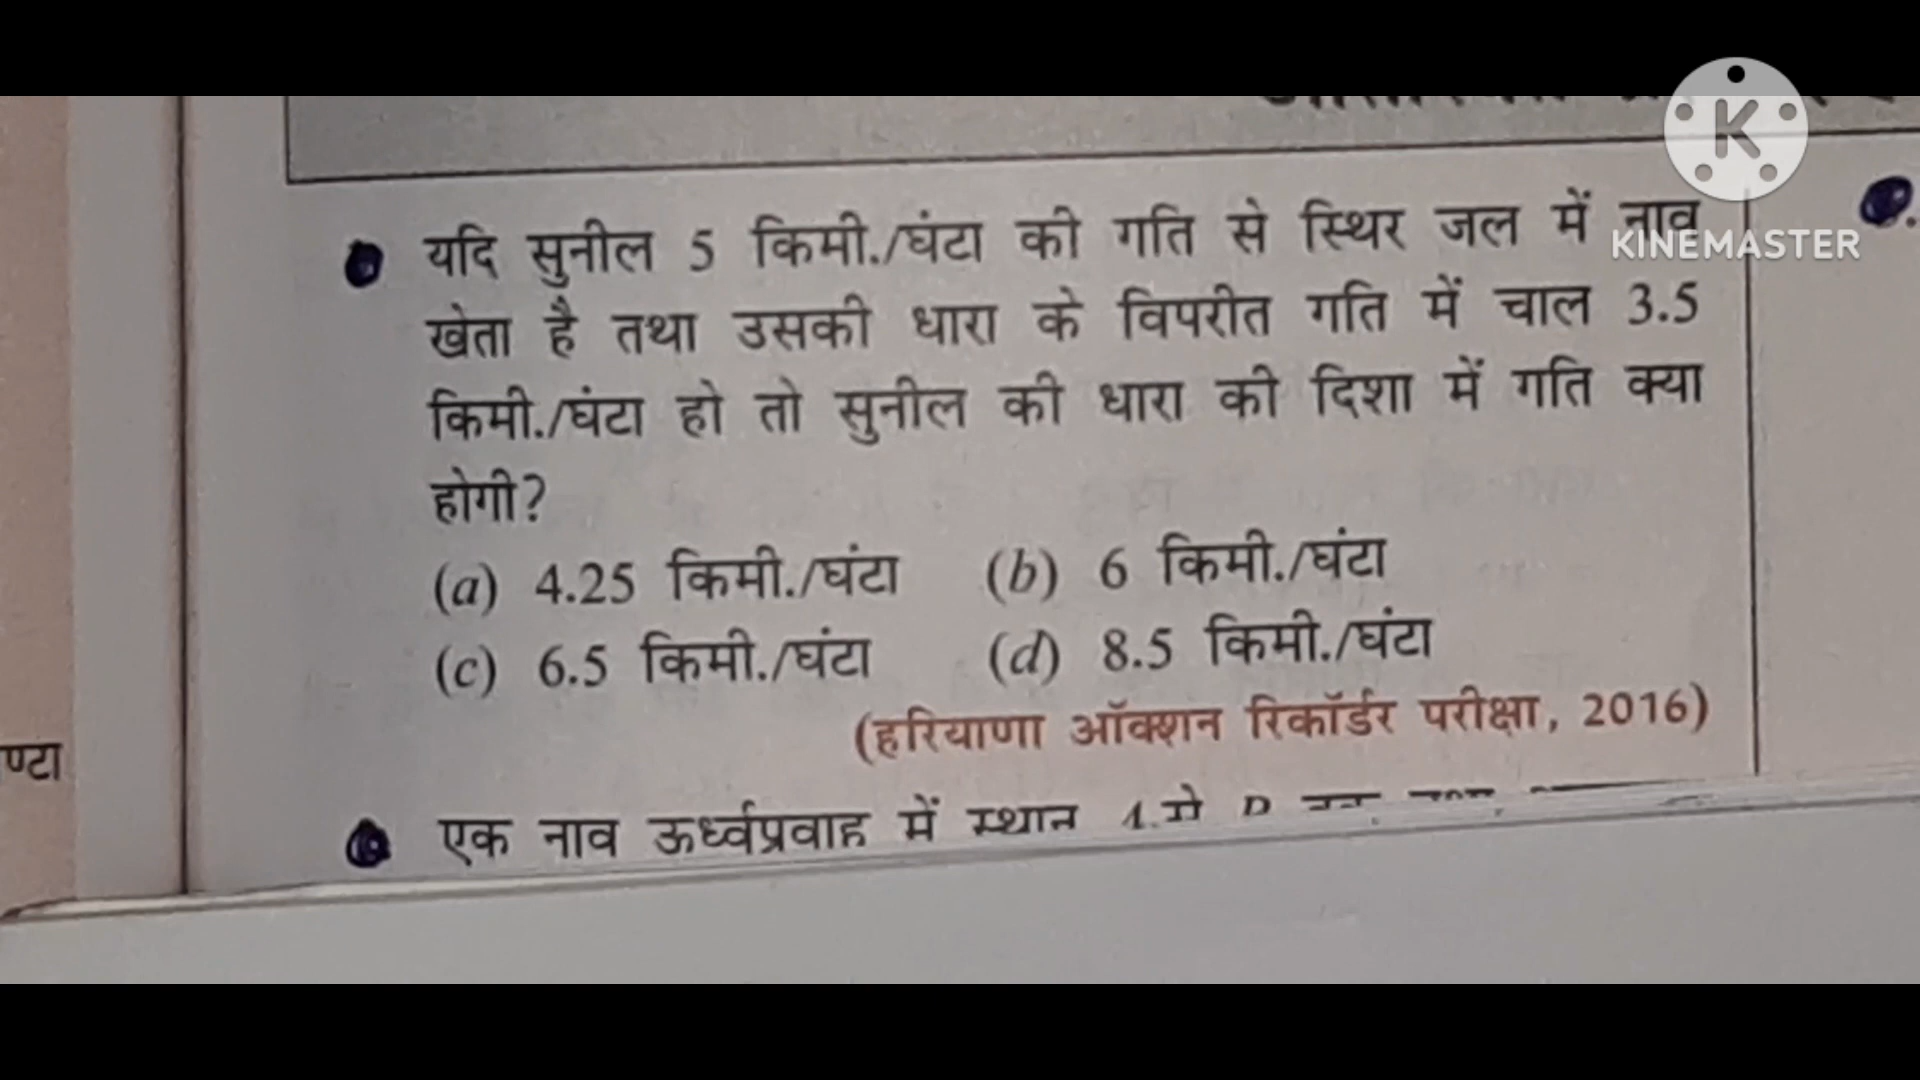 K
KINEMASTER
यदि सुनील 5 किमी./घंटा की गति से स्थिर जल में नाव
खेता है तथा उसकी धारा के विपरीत गति में चाल 3.5
किमी./घंटा हो तो सुनील की धारा की दिशा में गति क्या
होगी?
(a) 4.25 किमी./घंटा (b) 6 किमी./घंटा
(c) 6.5 किमी./घंटा (d) 8.5 किमी./घंटा
(हरियाणा ऑक्शन रिकॉर्डर परीक्षा, 2016)
ण्टा
एक नाव ऊर्ध्वप्रवाह में स्थान A से B